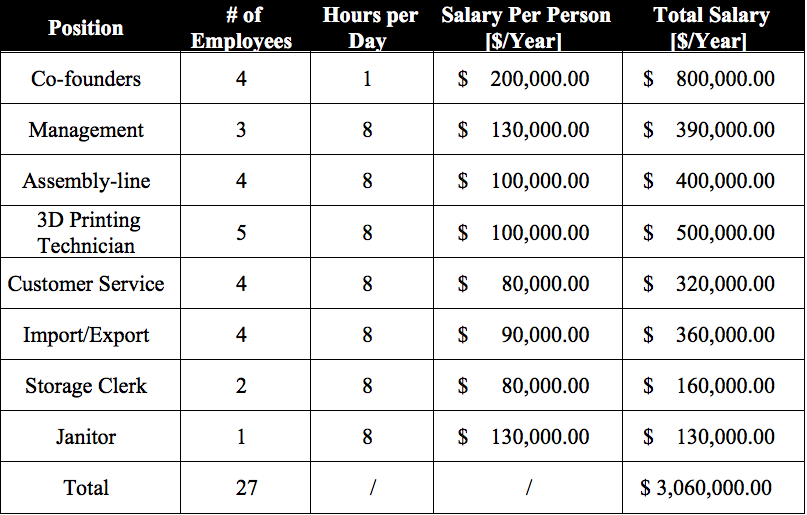 Position # of Employees Hours per Day Salary Per Person [$/Year] Total Salary [$/Year]
Co-founders 4 1 $ 200,000.00 $ 800,000.00
Management 3 8 $ 130,000.00 $ 390,000.00
Assembly-line 4 8 $ 100,000.00 $ 400,000.00
3D Printing Technician 5 8 $ 100,000.00 $ 500,000.00
Customer Service 4 8 $ 80,000.00 $ 320,000.00
Import/Export 4 8 $ 90,000.00 $ 360,000.00
Storage Clerk 2 8 $ 80,000.00 $ 160,000.00
Janitor 1 8 $ 130,000.00 $ 130,000.00
Total 27 / / $ 3,060,000.00